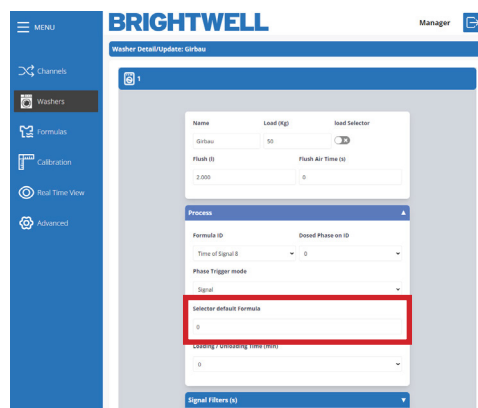 MENU
BRIGHTWELL
Manager
Washer Detail/Update: Girbau
Channels
Washers
Formulas
Calibration
Real Time View
Advanced
1
Name Load (Kg) load Selector
Girbau 50
Flush (l) Flush Air Time (s)
2.000 0
Process
Formula ID Dosed Phase on ID
Time of Signal 8 0
Phase Trigger mode
Signal
Selector default Formula
0
Loading / Unloading Time (min)
0
Signal Filters (s)